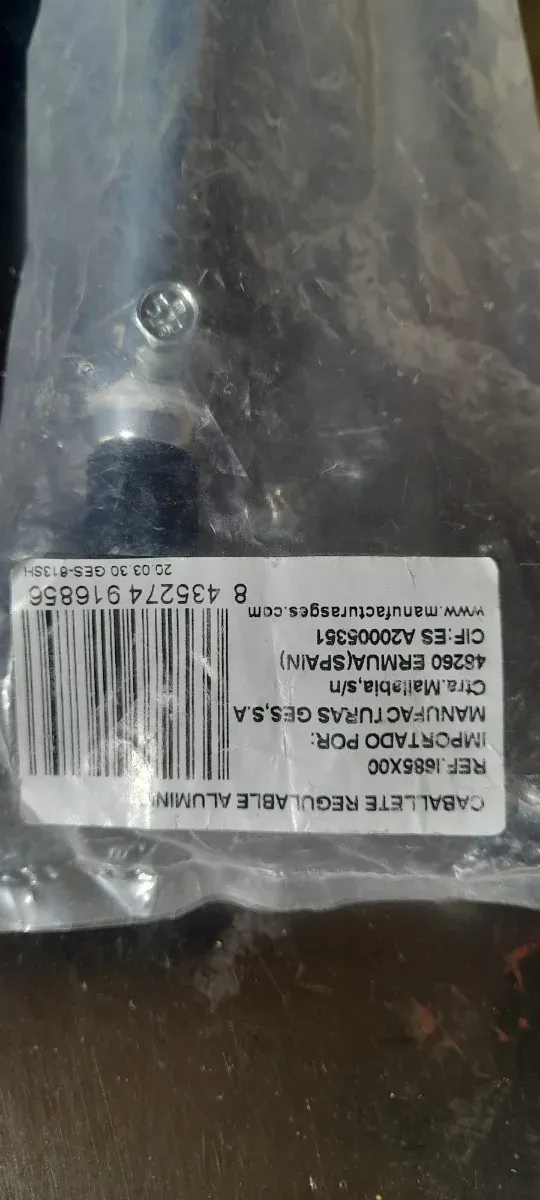 CABALLETE REGULABLE ALUMINI
REF.I685X00
IMPORTADO POR:
MANUFACTURAS GES,S.A
Ctra.Mallabia,s/n
48260 ERMUA(SPAIN)
CIF:ES A20005351
www.manufacturasges.com
8 435274 916856
20.03.30 GES-613SH